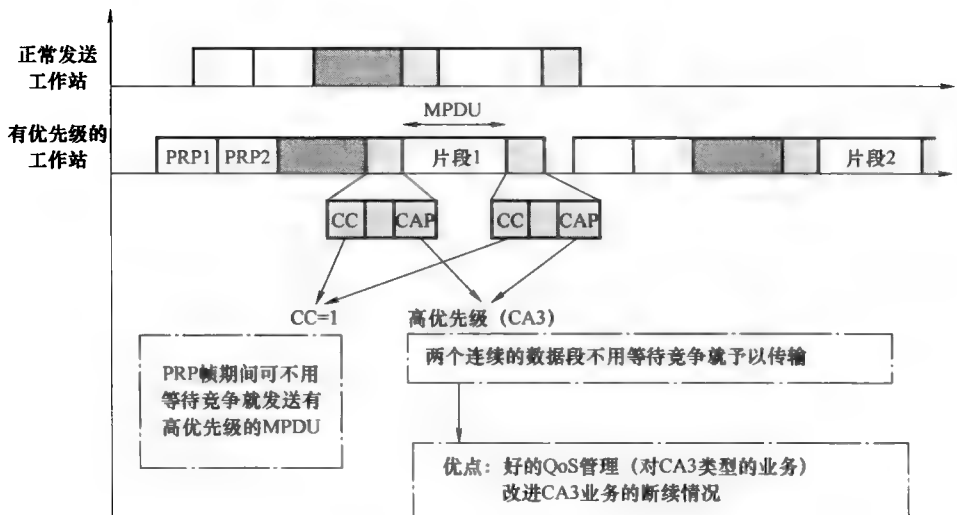 正常发送
工作站
MPDU
有优先级的
工作站
PRP1 PRP2 片段1 片段2
CC CAP CC CAP
CC=1 高优先级（CA3）
两个连续的数据段不用等待竞争就予以传输
PRP帧期间可不用
等待竞争就发送有
高优先级的MPDU
优点：好的QoS管理（对CA3类型的业务）
改进CA3业务的断续情况